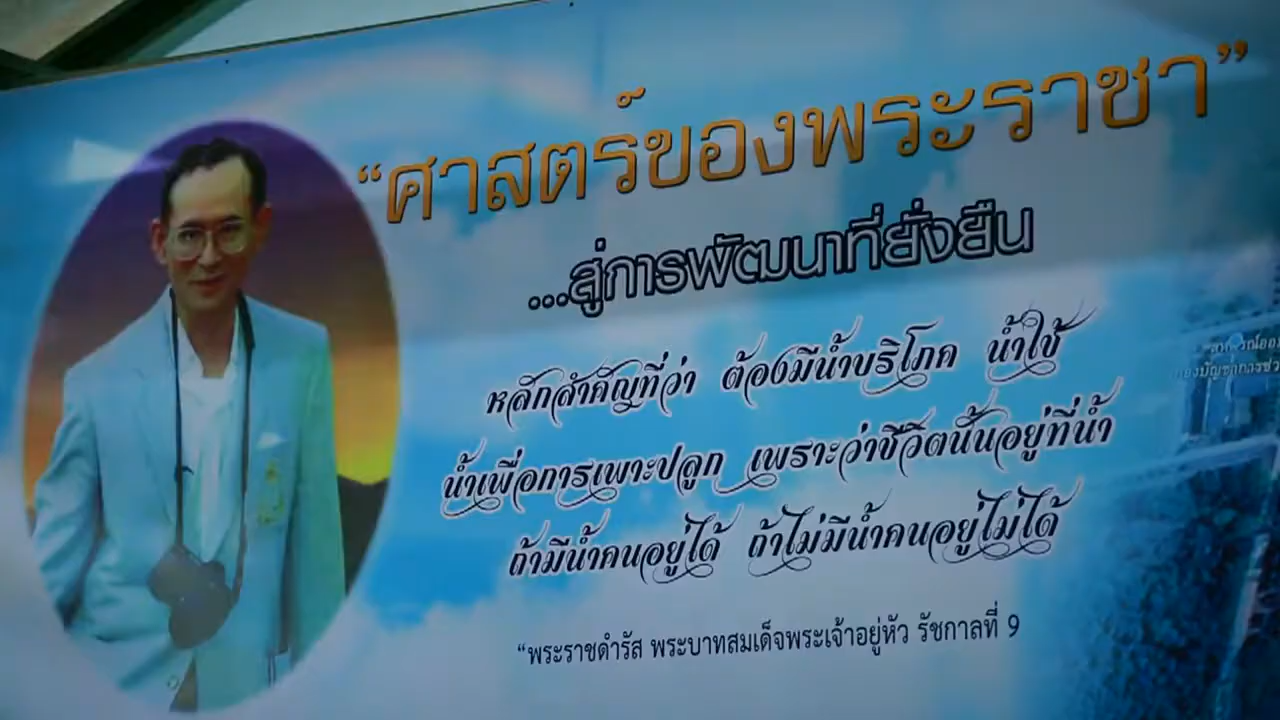 “ศาสตร์ของพระราชา”
...สู่การพัฒนาที่ยั่งยืน
หลักสำคัญที่ว่า ต้องมีน้ำบริโภค น้ำใช้
น้ำเพื่อการเพาะปลูก เพราะว่าชีวิตนั้นอยู่ที่น้ำ
ถ้ามีน้ำคนอยู่ได้ ถ้าไม่มีน้ำคนอยู่ไม่ได้
“พระราชดำรัส พระบาทสมเด็จพระเจ้าอยู่หัว รัชกาลที่ 9